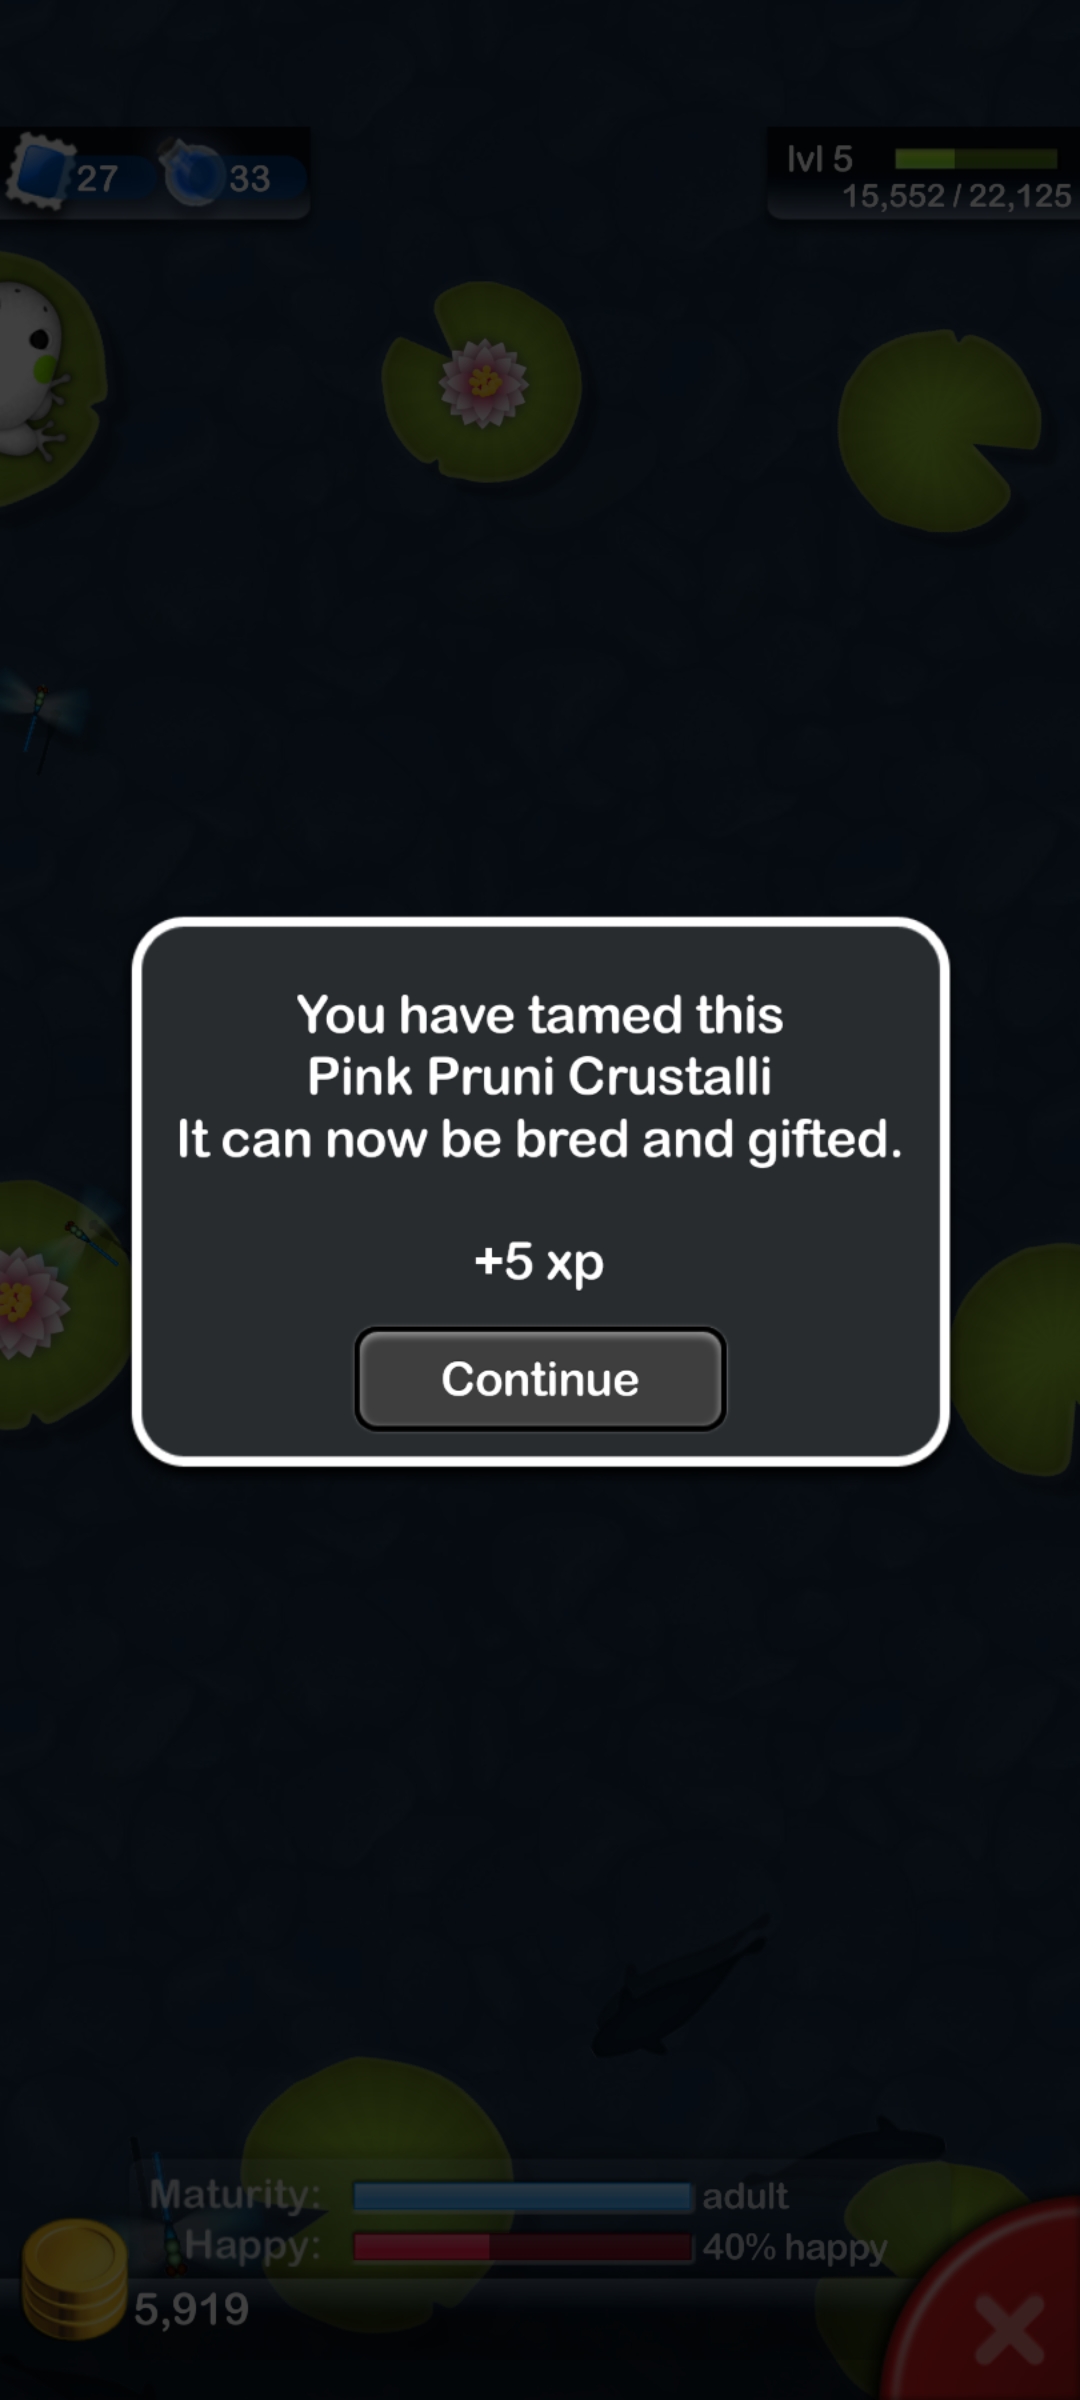 27
33
lvl 5
15,552 / 22,125
You have tamed this
Pink Pruni Crustalli
It can now be bred and gifted.
+5 xp
Continue
Maturity: adult
Happy: 40% happy
5,919